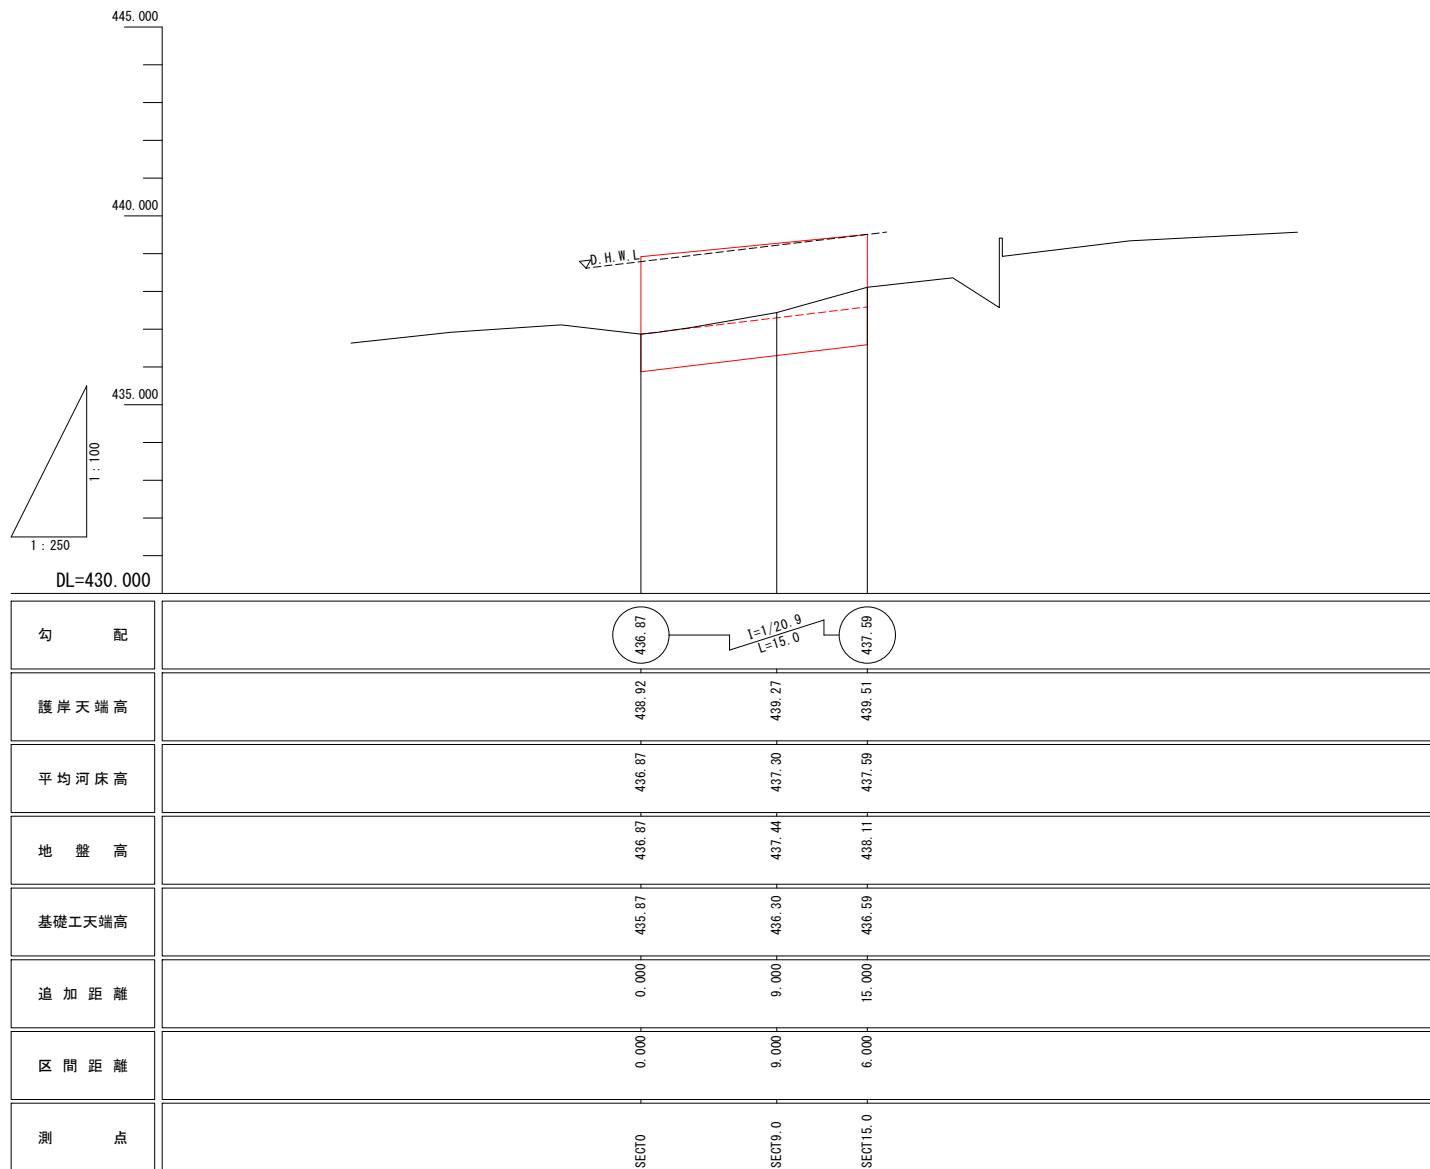 445.000
440.000
D.H.W.L
435.000
1:100
1:250
DL=430.000
勾配 436.87 I=1/20.9 437.59
L=15.0
護岸天端高 438.92 439.27 439.51
平均河床高 436.87 437.30 437.59
地盤高 436.87 437.44 438.11
基礎工天端高 435.87 436.30 436.59
追加距離 0.000 9.000 15.000
区間距離 0.000 9.000 6.000
測点 SECT0 SECT9.0 SECT15.0